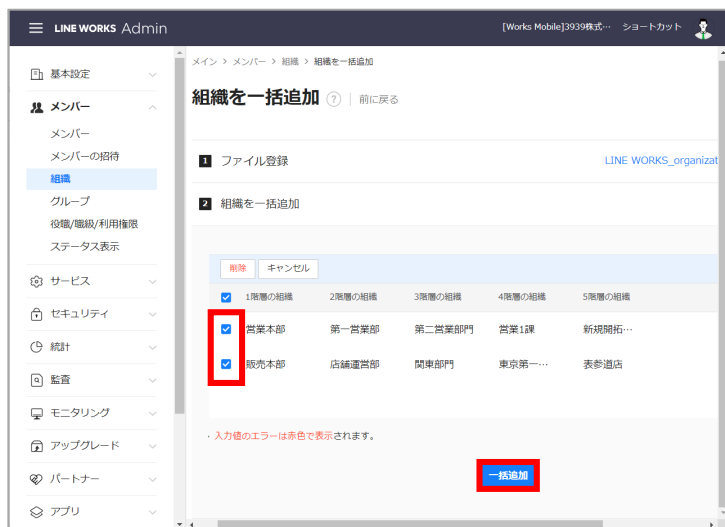 LINE WORKS Admin
[Works Mobile]3939株式… ショートカット
基本設定
メンバー
メンバー
メンバーの招待
組織
グループ
役職/職級/利用権限
ステータス表示
サービス
セキュリティ
統計
監査
モニタリング
アップグレード
パートナー
アプリ
メイン > メンバー > 組織 > 組織を一括追加
組織を一括追加 ? | 前に戻る
1 ファイル登録 LINE WORKS_organizat
2 組織を一括追加
削除 キャンセル
1階層の組織 2階層の組織 3階層の組織 4階層の組織 5階層の組織
営業本部 第一営業部 第二営業部門 営業1課 新規開拓…
販売本部 店舗運営部 関東部門 東京第一… 表参道店
・入力値のエラーは赤色で表示されます。
一括追加